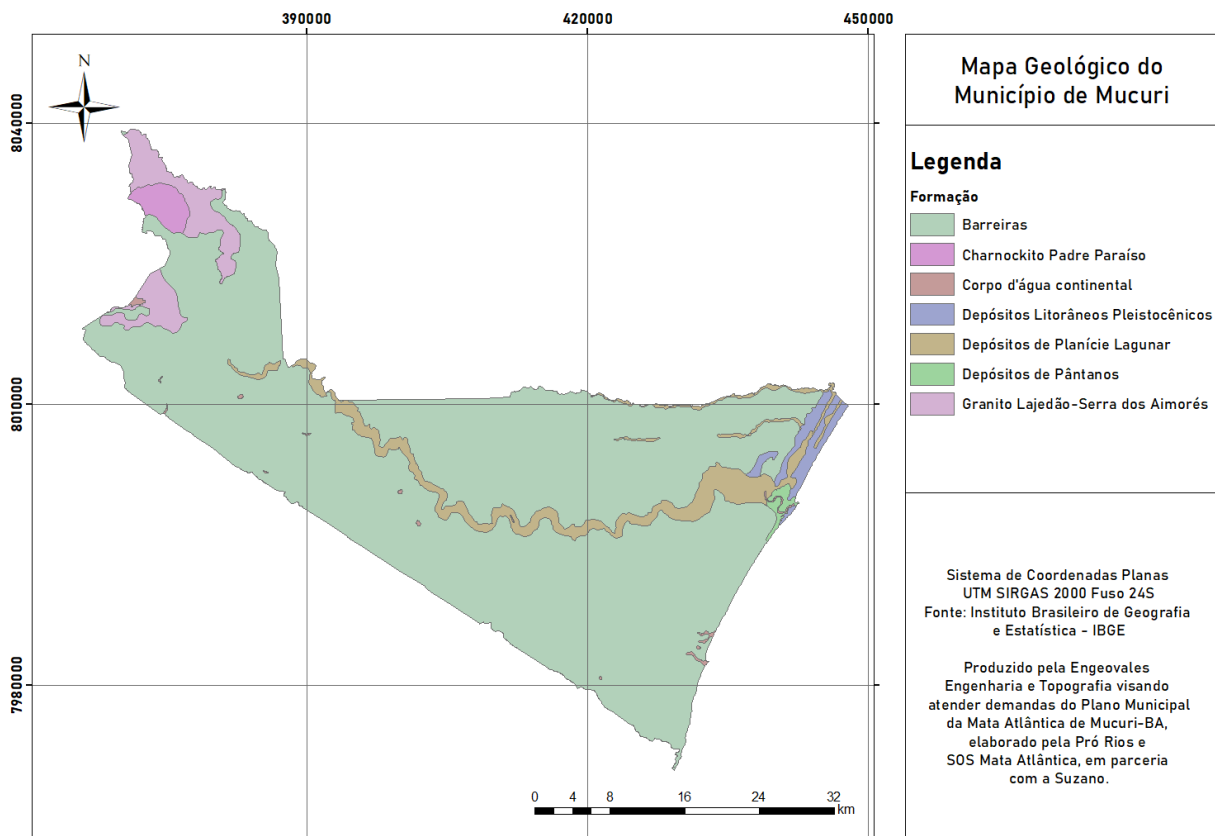 390000
420000
450000
N
8040000
8010000
7980000
0
4
8
16
24
32
km
Mapa Geológico do
Município de Mucuri
Legenda
Formação
Barreiras
Charnockito Padre Paraíso
Corpo d'água continental
Depósitos Litorâneos Pleistocênicos
Depósitos de Planície Lagunar
Depósitos de Pântanos
Granito Lajedão-Serra dos Aimorés
Sistema de Coordenadas Planas
UTM SIRGAS 2000 Fuso 24S
Fonte: Instituto Brasileiro de Geografia
e Estatística - IBGE
Produzido pela Engeovales
Engenharia e Topografia visando
atender demandas do Plano Municipal
da Mata Atlântica de Mucuri-BA,
elaborado pela Pró Rios e
SOS Mata Atlântica, em parceria
com a Suzano.